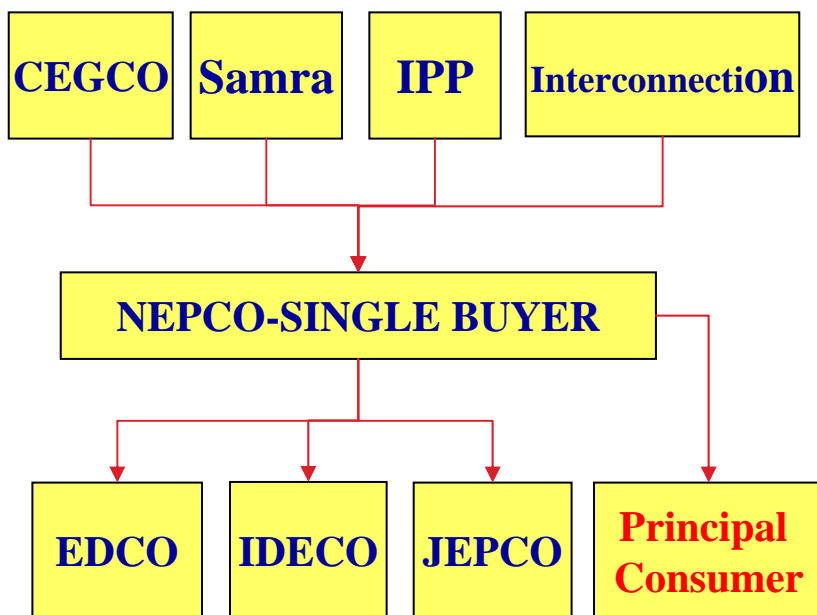 CEGCO
Samra
IPP
Interconnection
NEPCO-SINGLE BUYER
EDCO
IDECO
JEPCO
Principal
Consumer